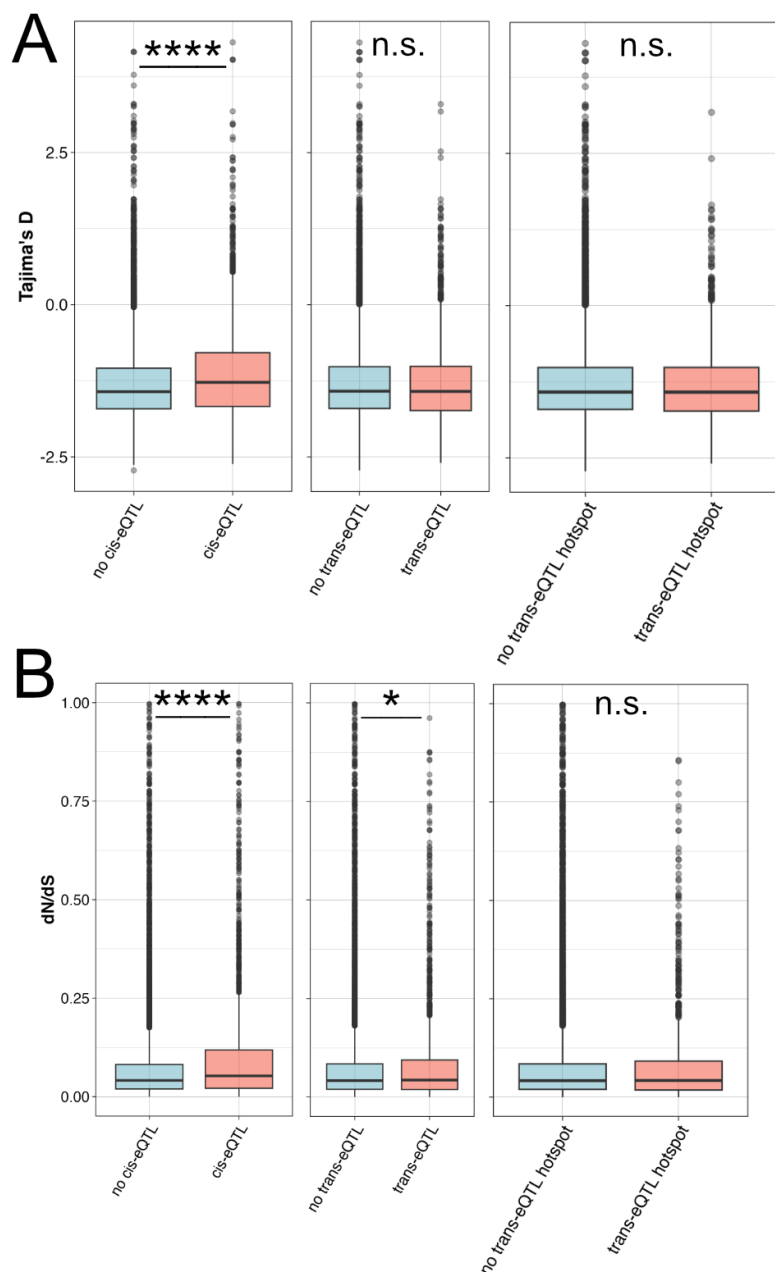 A
**** n.s. n.s.
2.5
0.0
-2.5
Tajima's D
no cis-eQTL cis-eQTL no trans-eQTL trans-eQTL no trans-eQTL hotspot trans-eQTL hotspot
B
**** * n.s.
1.00
0.75
0.50
0.25
0.00
dN/dS
no cis-eQTL cis-eQTL no trans-eQTL trans-eQTL no trans-eQTL hotspot trans-eQTL hotspot